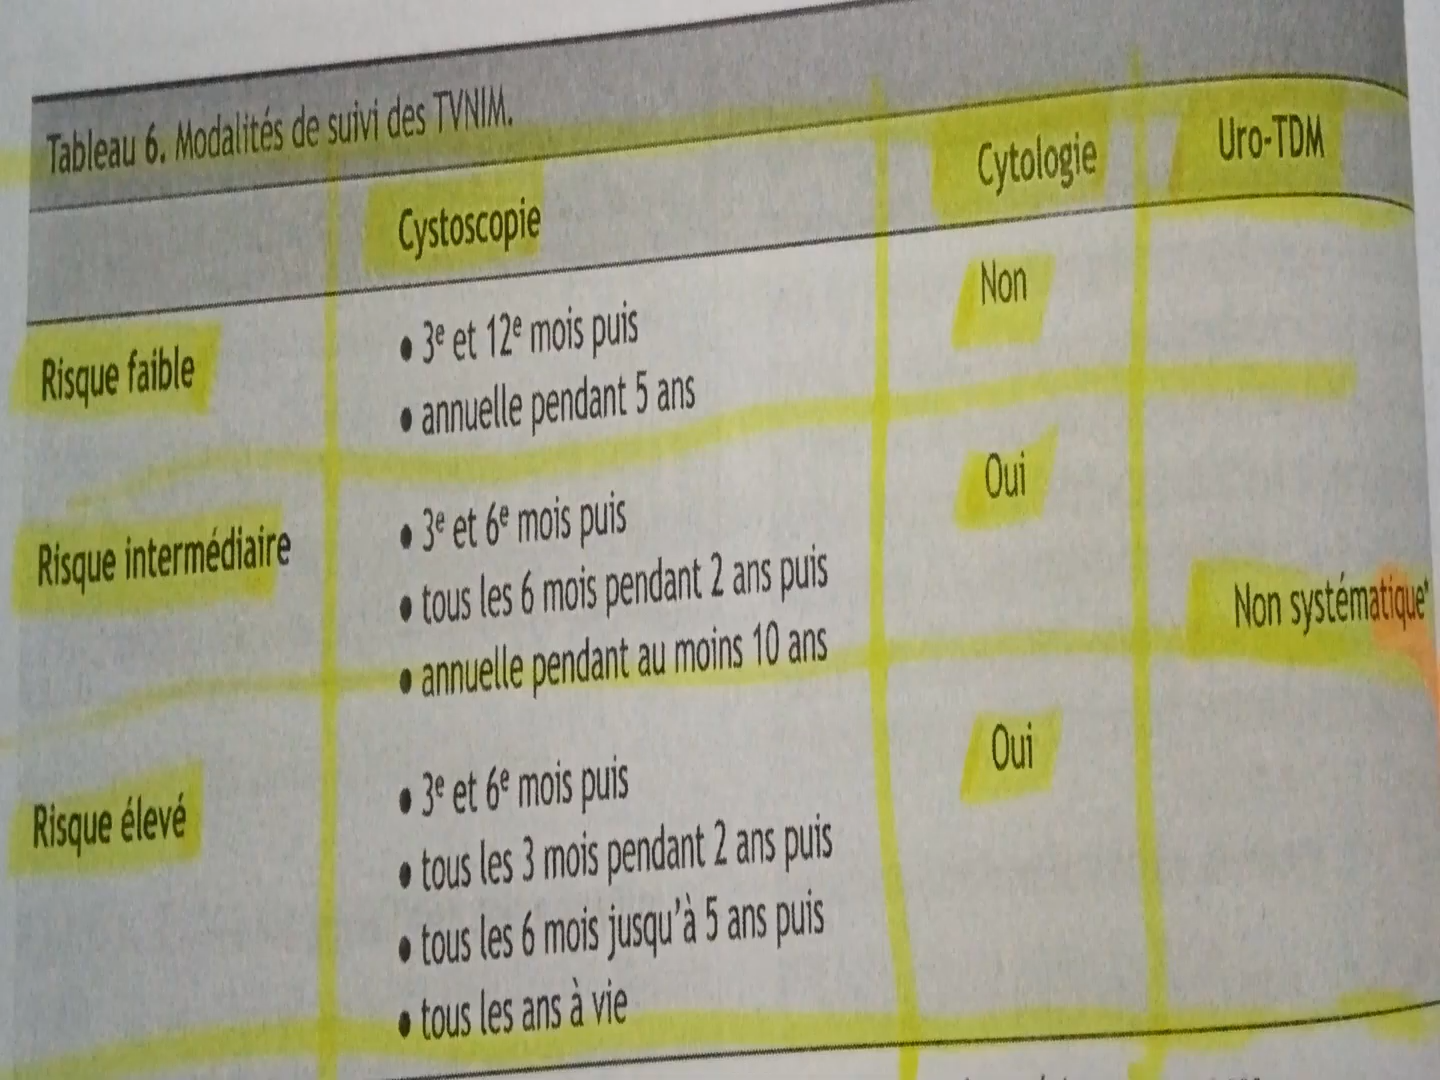 Tableau 6. Modalités de suivi des TVNIM.
Cystoscopie
Cytologie
Uro-TDM
Risque faible
• 3e et 12e mois puis
• annuelle pendant 5 ans
Non
Risque intermédiaire
• 3e et 6e mois puis
• tous les 6 mois pendant 2 ans puis
• annuelle pendant au moins 10 ans
Oui
Non systématique*
Risque élevé
• 3e et 6e mois puis
• tous les 3 mois pendant 2 ans puis
• tous les 6 mois jusqu'à 5 ans puis
• tous les ans à vie
Oui